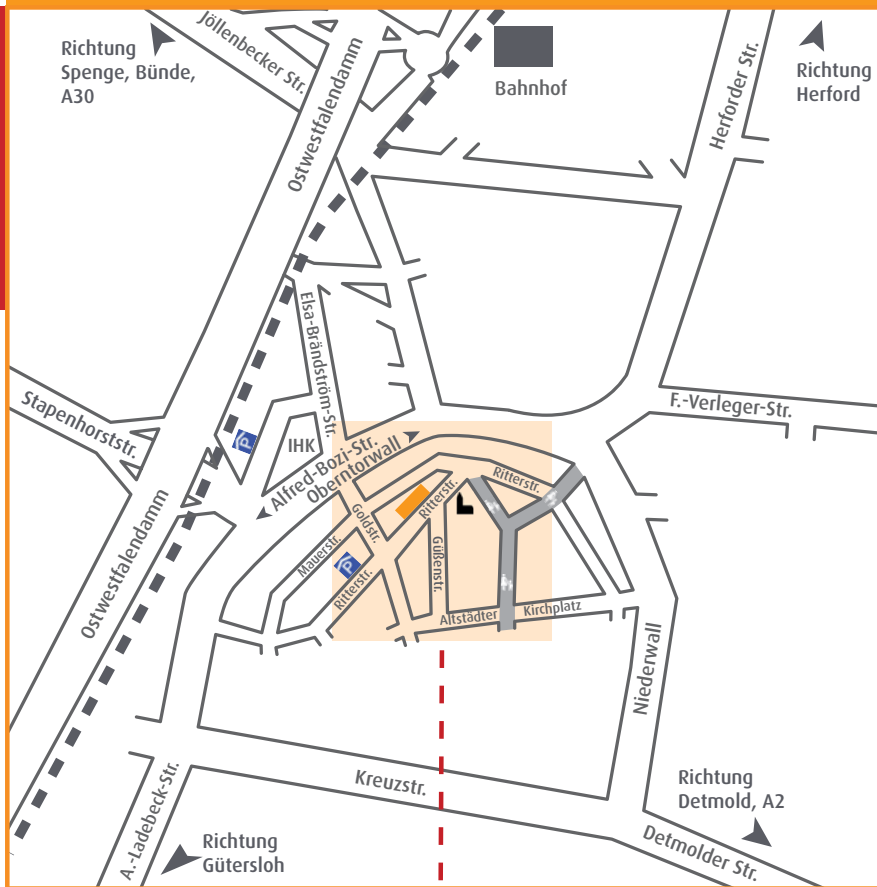 Richtung
Spenge, Bünde,
A30
Jöllenbecker Str.
Ostwestfalendamm
Bahnhof
Herforder Str.
Richtung
Herford
Elsa-Brändström-Str.
Stapenhorststr.
F.-Verleger-Str.
P
IHK
Alfred-Bozi-Str.
Oberntorwall
Ritterstr.
Ritterstr.
Goldstr.
Mauerstr.
P
Ritterstr.
Güßenstr.
Altstädter Kirchplatz
Ostwestfalendamm
Niederwall
Kreuzstr.
Richtung
Detmold, A2
Detmolder Str.
A.-Ladebeck-Str.
Richtung
Gütersloh